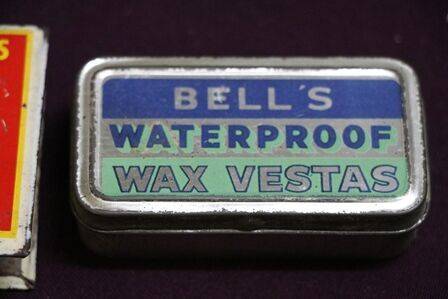 S
BELL'S
WATERPROOF
WAX VESTAS